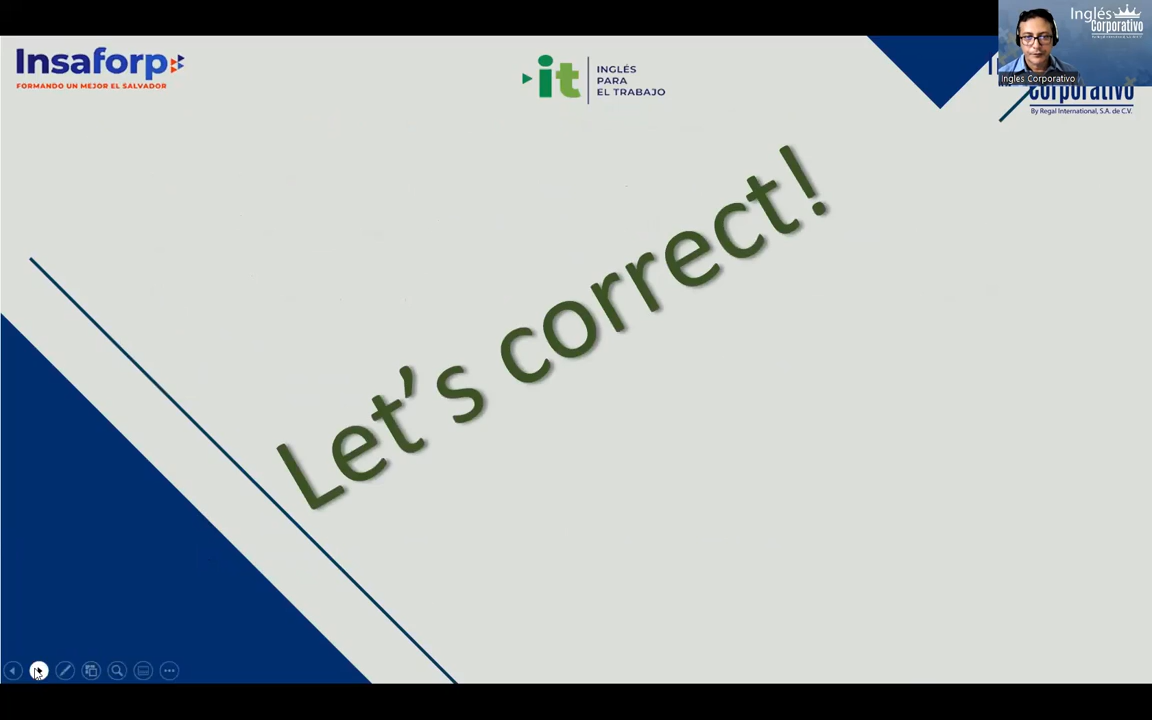 Insaforp
FORMANDO UN MEJOR EL SALVADOR
it
INGLÉS
PARA
EL TRABAJO
Inglés
Corporativo
Ingles Corporativo
Corporativo
By Regal International, S.A. de C.V.
Let's correct!